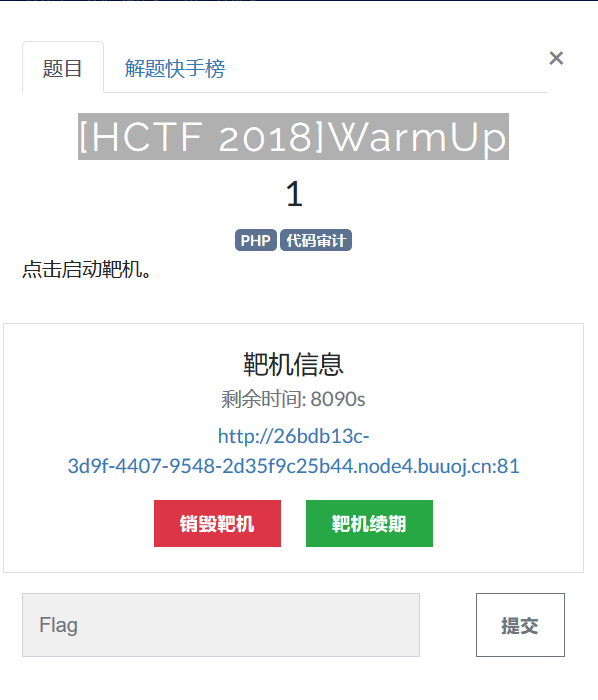 题目 解题快手榜 ×
[HCTF 2018]WarmUp
1
PHP 代码审计
点击启动靶机。
靶机信息
剩余时间: 8090s
http://26bdb13c-
3d9f-4407-9548-2d35f9c25b44.node4.buuoj.cn:81
销毁靶机 靶机续期
Flag 提交